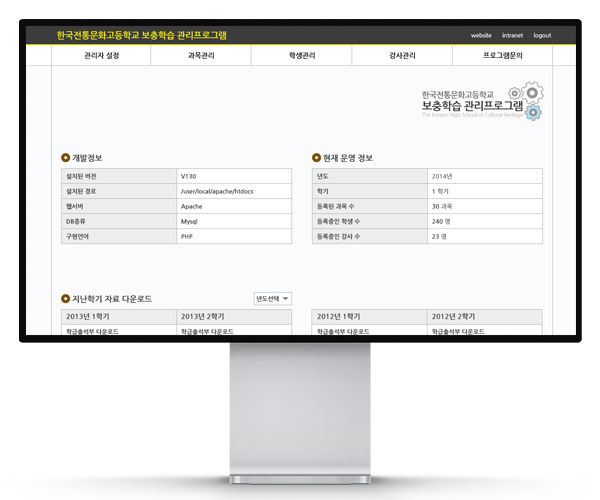 한국전통문화고등학교 보충학습 관리프로그램
website intranet logout
관리자 설정 과목관리 학생관리 강사관리 프로그램문의
한국전통문화고등학교
보충학습 관리프로그램
The Korean High School of Cultural Heritage
개발정보
설치된 버전 V130
설치된 경로 /user/local/apache/htdocs
웹서버 Apache
DB종류 Mysql
구현언어 PHP
현재 운영 정보
년도 2014년
학기 1 학기
등록된 과목 수 30 과목
등록중인 학생 수 240 명
등록중인 강사 수 23 명
지난학기 자료 다운로드 년도선택
2013년 1학기 2013년 2학기 2012년 1학기 2012년 2학기
학급출석부 다운로드 학급출석부 다운로드 학급출석부 다운로드 학급출석부 다운로드